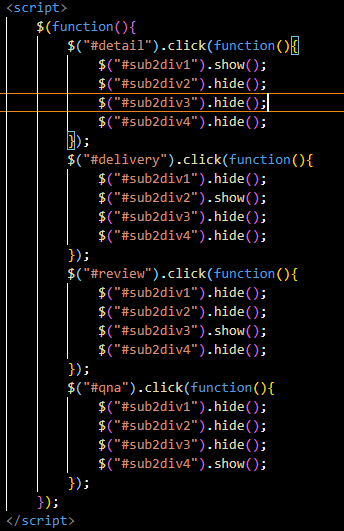 <script>
$(function(){
$("#detail").click(function(){
$("#sub2div1").show();
$("#sub2div2").hide();
$("#sub2div3").hide();
$("#sub2div4").hide();
});
$("#delivery").click(function(){
$("#sub2div1").hide();
$("#sub2div2").show();
$("#sub2div3").hide();
$("#sub2div4").hide();
});
$("#review").click(function(){
$("#sub2div1").hide();
$("#sub2div2").hide();
$("#sub2div3").show();
$("#sub2div4").hide();
});
$("#qna").click(function(){
$("#sub2div1").hide();
$("#sub2div2").hide();
$("#sub2div3").hide();
$("#sub2div4").show();
});
});
</script>